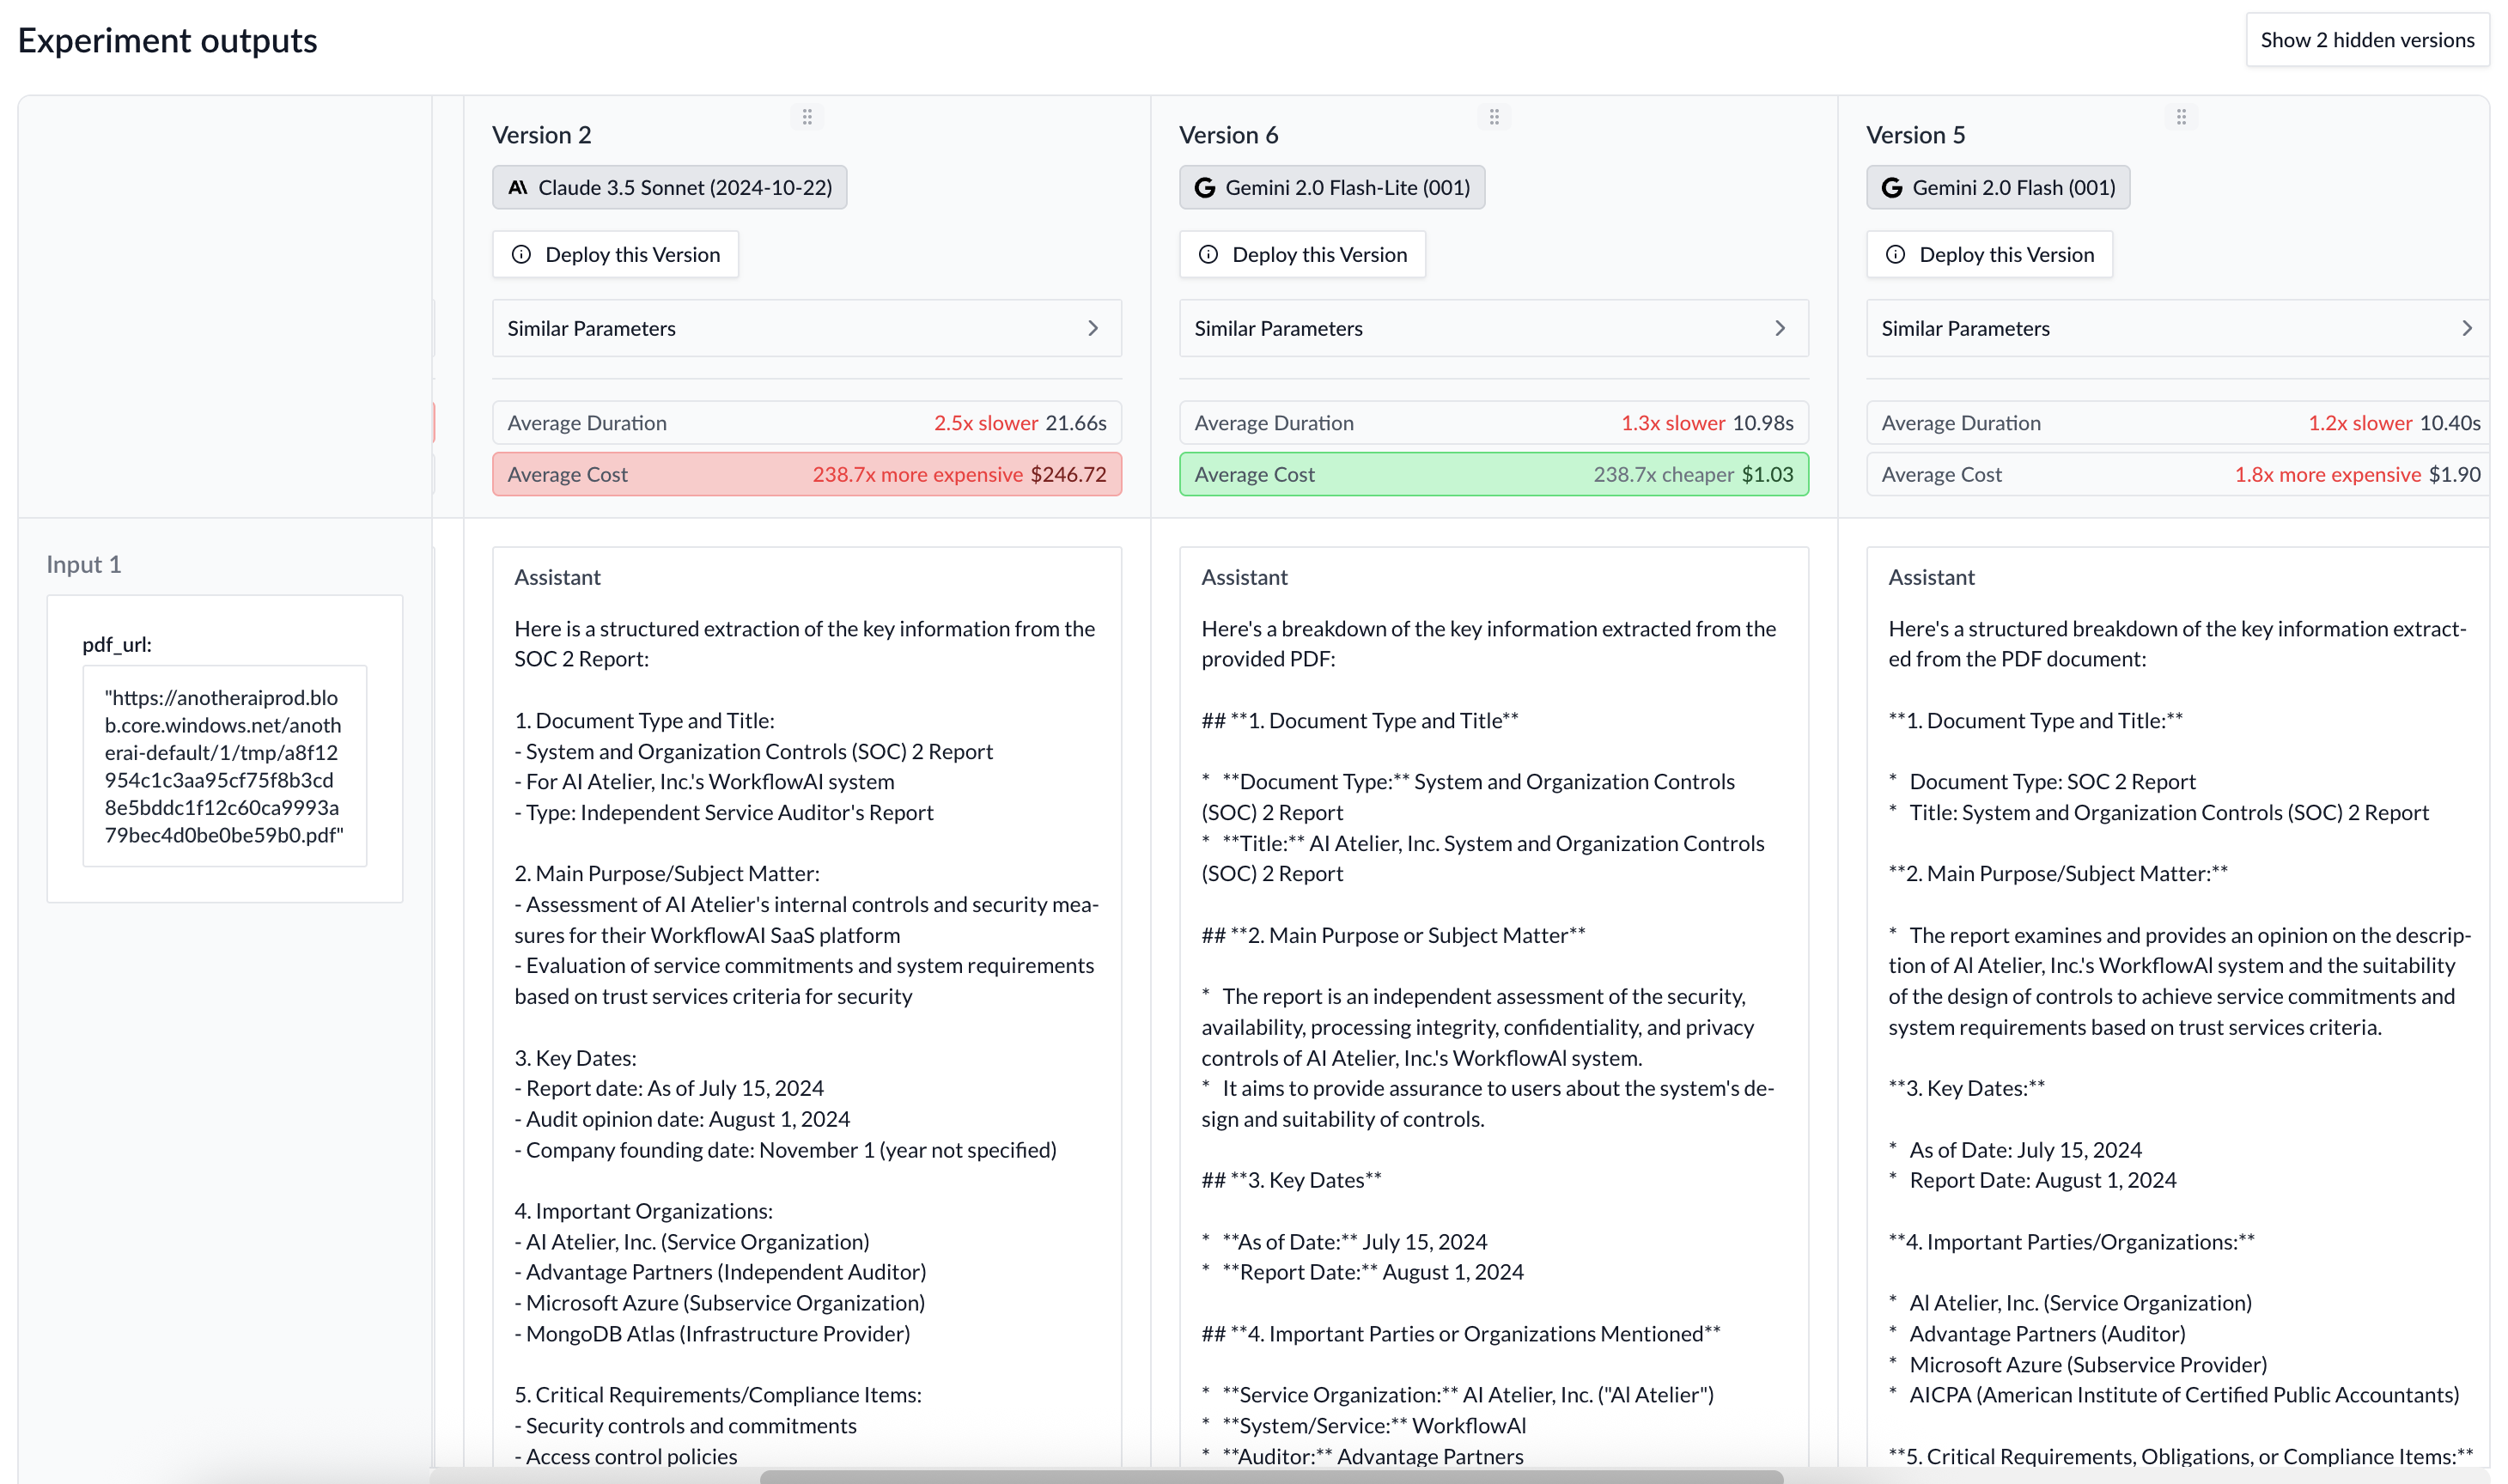 Experiment outputs
Show 2 hidden versions
Version 2
Claude 3.5 Sonnet (2024-10-22)
Deploy this Version
Similar Parameters
Average Duration 2.5x slower 21.66s
Average Cost 238.7x more expensive $246.72
Version 6
Gemini 2.0 Flash-Lite (001)
Deploy this Version
Similar Parameters
Average Duration 1.3x slower 10.98s
Average Cost 238.7x cheaper $1.03
Version 5
Gemini 2.0 Flash (001)
Deploy this Version
Similar Parameters
Average Duration 1.2x slower 10.40s
Average Cost 1.8x more expensive $1.90
Input 1
pdf_url:
"https://anotheraiprod.blo
b.core.windows.net/anoth
erai-default/1/tmp/a8f12
954c1c3aa95cf75f8b3cd
8e5bddc1f12c60ca9993a
79bec4d0be0be59b0.pdf"
Assistant
Here is a structured extraction of the key information from the
SOC 2 Report:
1. Document Type and Title:
- System and Organization Controls (SOC) 2 Report
- For AI Atelier, Inc.'s WorkflowAI system
- Type: Independent Service Auditor's Report
2. Main Purpose/Subject Matter:
- Assessment of AI Atelier's internal controls and security mea-
sures for their WorkflowAI SaaS platform
- Evaluation of service commitments and system requirements
based on trust services criteria for security
3. Key Dates:
- Report date: As of July 15, 2024
- Audit opinion date: August 1, 2024
- Company founding date: November 1 (year not specified)
4. Important Organizations:
- AI Atelier, Inc. (Service Organization)
- Advantage Partners (Independent Auditor)
- Microsoft Azure (Subservice Organization)
- MongoDB Atlas (Infrastructure Provider)
5. Critical Requirements/Compliance Items:
- Security controls and commitments
- Access control policies
Assistant
Here's a breakdown of the key information extracted from the
provided PDF:
## **1. Document Type and Title**
* **Document Type:** System and Organization Controls
(SOC) 2 Report
* **Title:** AI Atelier, Inc. System and Organization Controls
(SOC) 2 Report
## **2. Main Purpose or Subject Matter**
* The report is an independent assessment of the security,
availability, processing integrity, confidentiality, and privacy
controls of AI Atelier, Inc.'s WorkflowAI system.
* It aims to provide assurance to users about the system's de-
sign and suitability of controls.
## **3. Key Dates**
* **As of Date:** July 15, 2024
* **Report Date:** August 1, 2024
## **4. Important Parties or Organizations Mentioned**
* **Service Organization:** AI Atelier, Inc. ("AI Atelier")
* **System/Service:** WorkflowAI
* **Auditor:** Advantage Partners
Assistant
Here's a structured breakdown of the key information extract-
ed from the PDF document:
**1. Document Type and Title:**
* Document Type: SOC 2 Report
* Title: System and Organization Controls (SOC) 2 Report
**2. Main Purpose/Subject Matter:**
* The report examines and provides an opinion on the descrip-
tion of AI Atelier, Inc.'s WorkflowAI system and the suitability
of the design of controls to achieve service commitments and
system requirements based on trust services criteria.
**3. Key Dates:**
* As of Date: July 15, 2024
* Report Date: August 1, 2024
**4. Important Parties/Organizations:**
* AI Atelier, Inc. (Service Organization)
* Advantage Partners (Auditor)
* Microsoft Azure (Subservice Provider)
* AICPA (American Institute of Certified Public Accountants)
**5. Critical Requirements, Obligations, or Compliance Items:**